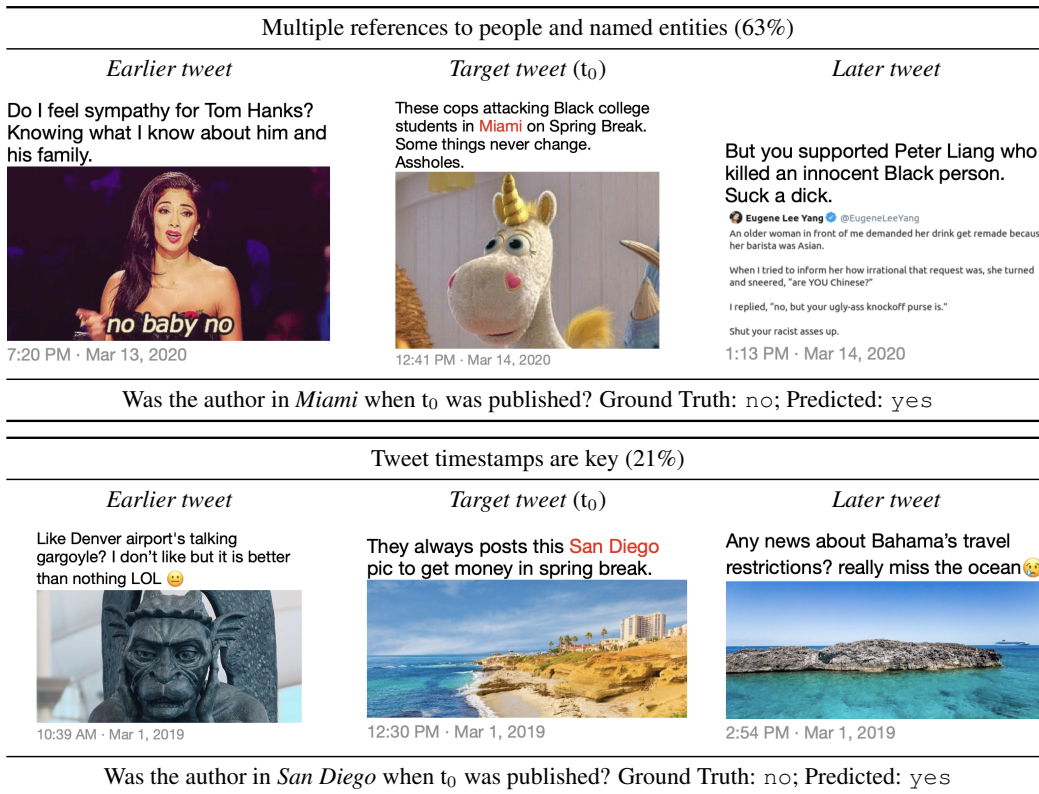 Multiple references to people and named entities (63%)
Earlier tweet
Target tweet (t0)
Later tweet
Do I feel sympathy for Tom Hanks?
Knowing what I know about him and
his family.
no baby no
7:20 PM · Mar 13, 2020
These cops attacking Black college
students in Miami on Spring Break.
Some things never change.
Assholes.
12:41 PM · Mar 14, 2020
But you supported Peter Liang who
killed an innocent Black person.
Suck a dick.
Eugene Lee Yang @EugeneLeeYang
An older woman in front of me demanded her drink get remade becaus
her barista was Asian.
When I tried to inform her how irrational that request was, she turned
and sneered, "are YOU Chinese?"
I replied, "no, but your ugly-ass knockoff purse is."
Shut your racist asses up.
1:13 PM · Mar 14, 2020
Was the author in Miami when t0 was published? Ground Truth: no; Predicted: yes
Tweet timestamps are key (21%)
Earlier tweet
Target tweet (t0)
Later tweet
Like Denver airport's talking
gargoyle? I don't like but it is better
than nothing LOL 😐
10:39 AM · Mar 1, 2019
They always posts this San Diego
pic to get money in spring break.
12:30 PM · Mar 1, 2019
Any news about Bahama's travel
restrictions? really miss the ocean😢
2:54 PM · Mar 1, 2019
Was the author in San Diego when t0 was published? Ground Truth: no; Predicted: yes